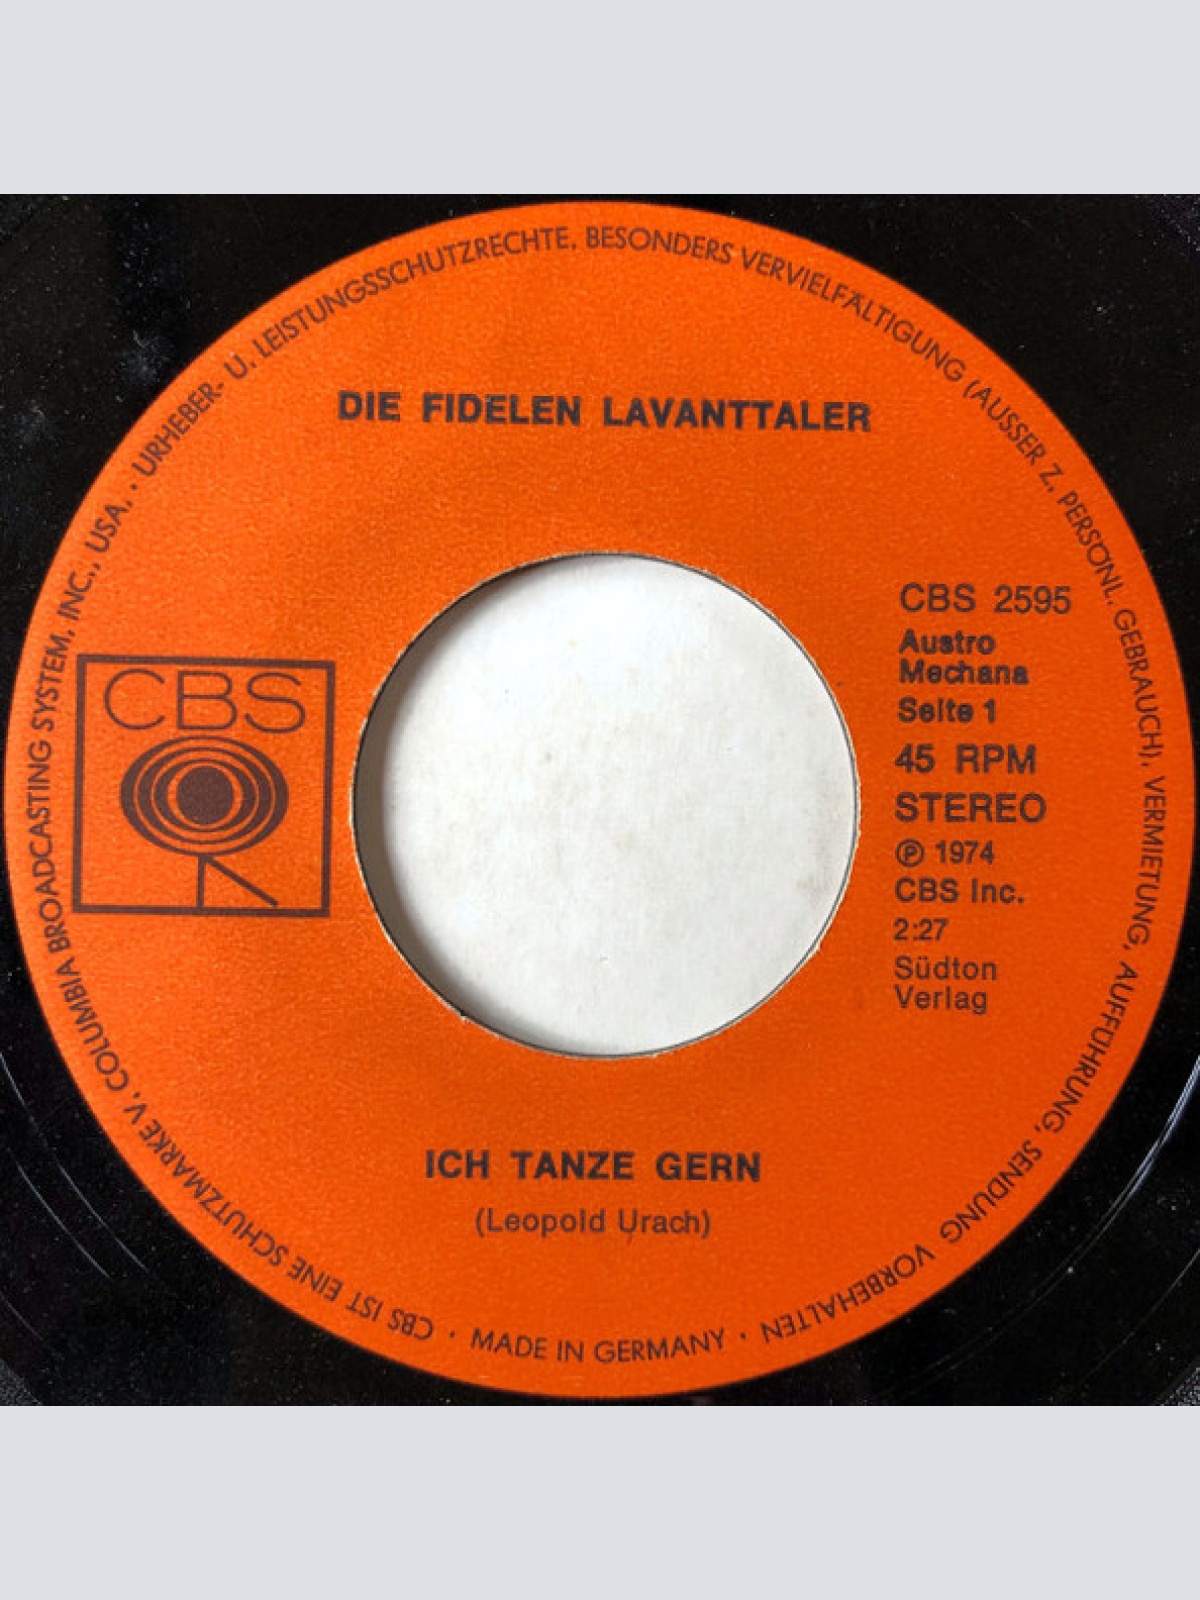 DIE FIDELEN LAVANTTALER
CBS
CBS 2595
Austro
Mechana
Seite 1
45 RPM
STEREO
Ⓟ 1974
CBS Inc.
2:27
Südton
Verlag
ICH TANZE GERN
(Leopold Urach)
CBS IST EINE SCHUTZMARKE V. COLUMBIA BROADCASTING SYSTEM, INC., USA. · URHEBER- U. LEISTUNGSSCHUTZRECHTE, BESONDERS VERVIELFÄLTIGUNG (AUSSER Z. PERSÖNL. GEBRAUCH), VERMIETUNG, AUFFÜHRUNG, SENDUNG VORBEHALTEN · MADE IN GERMANY ·